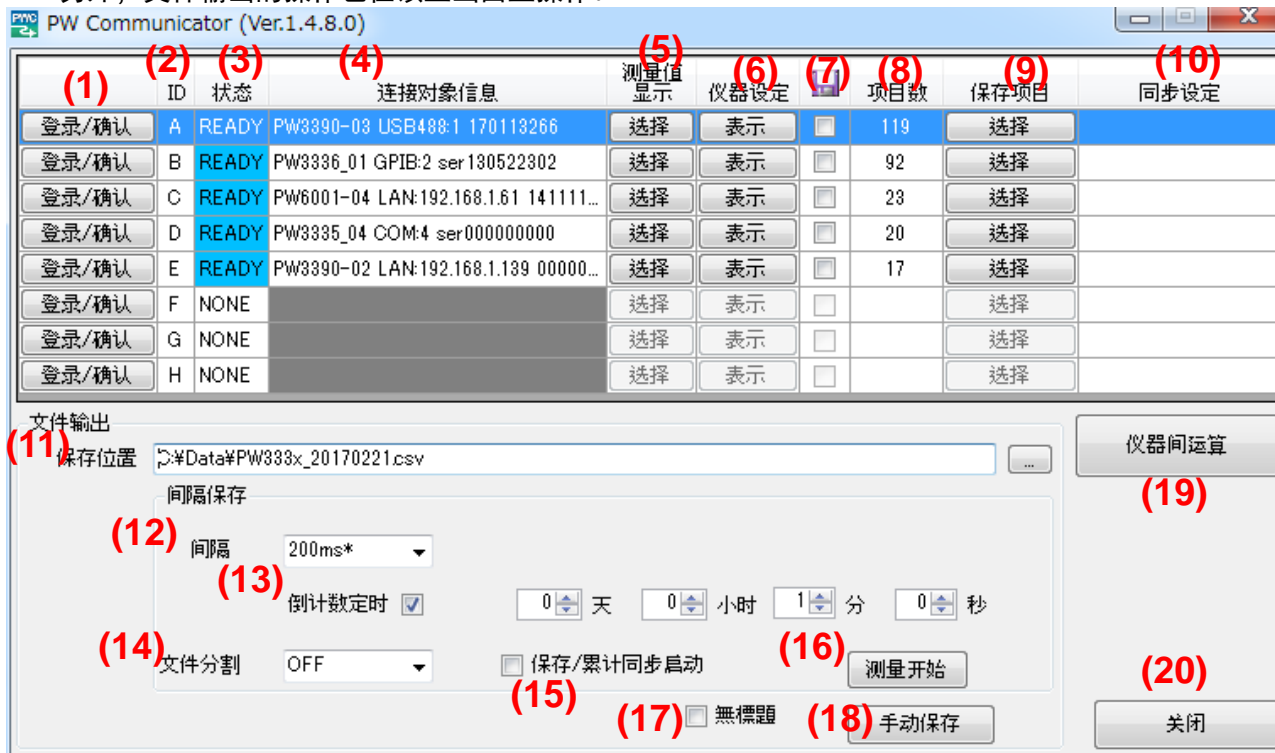 PW Communicator (Ver.1.4.8.0)
(1) (2) (3) (4) (5) (6) (7) (8) (9) (10)
ID 状态 连接对象信息 测量值显示 仪器设定 项目数 保存项目 同步设定
登录/确认 A READY PW3390-03 USB488:1 170113266 选择 表示 119 选择
登录/确认 B READY PW3336_01 GPIB:2 ser130522302 选择 表示 92 选择
登录/确认 C READY PW6001-04 LAN:192.168.1.61 141111... 选择 表示 23 选择
登录/确认 D READY PW3335_04 COM:4 ser000000000 选择 表示 20 选择
登录/确认 E READY PW3390-02 LAN:192.168.1.139 00000... 选择 表示 17 选择
登录/确认 F NONE 选择 表示 选择
登录/确认 G NONE 选择 表示 选择
登录/确认 H NONE 选择 表示 选择
文件输出
(11) 保存位置 D:¥Data¥PW333x_20170221.csv ... 仪器间运算
(19)
间隔保存
(12) 间隔 200ms*
(13) 倒计数定时 0 天 0 小时 1 分 0 秒
(14) 文件分割 OFF 保存/累计同步启动 (16) 测量开始
(15)
(17) 無標題 (18) 手动保存
(20) 关闭